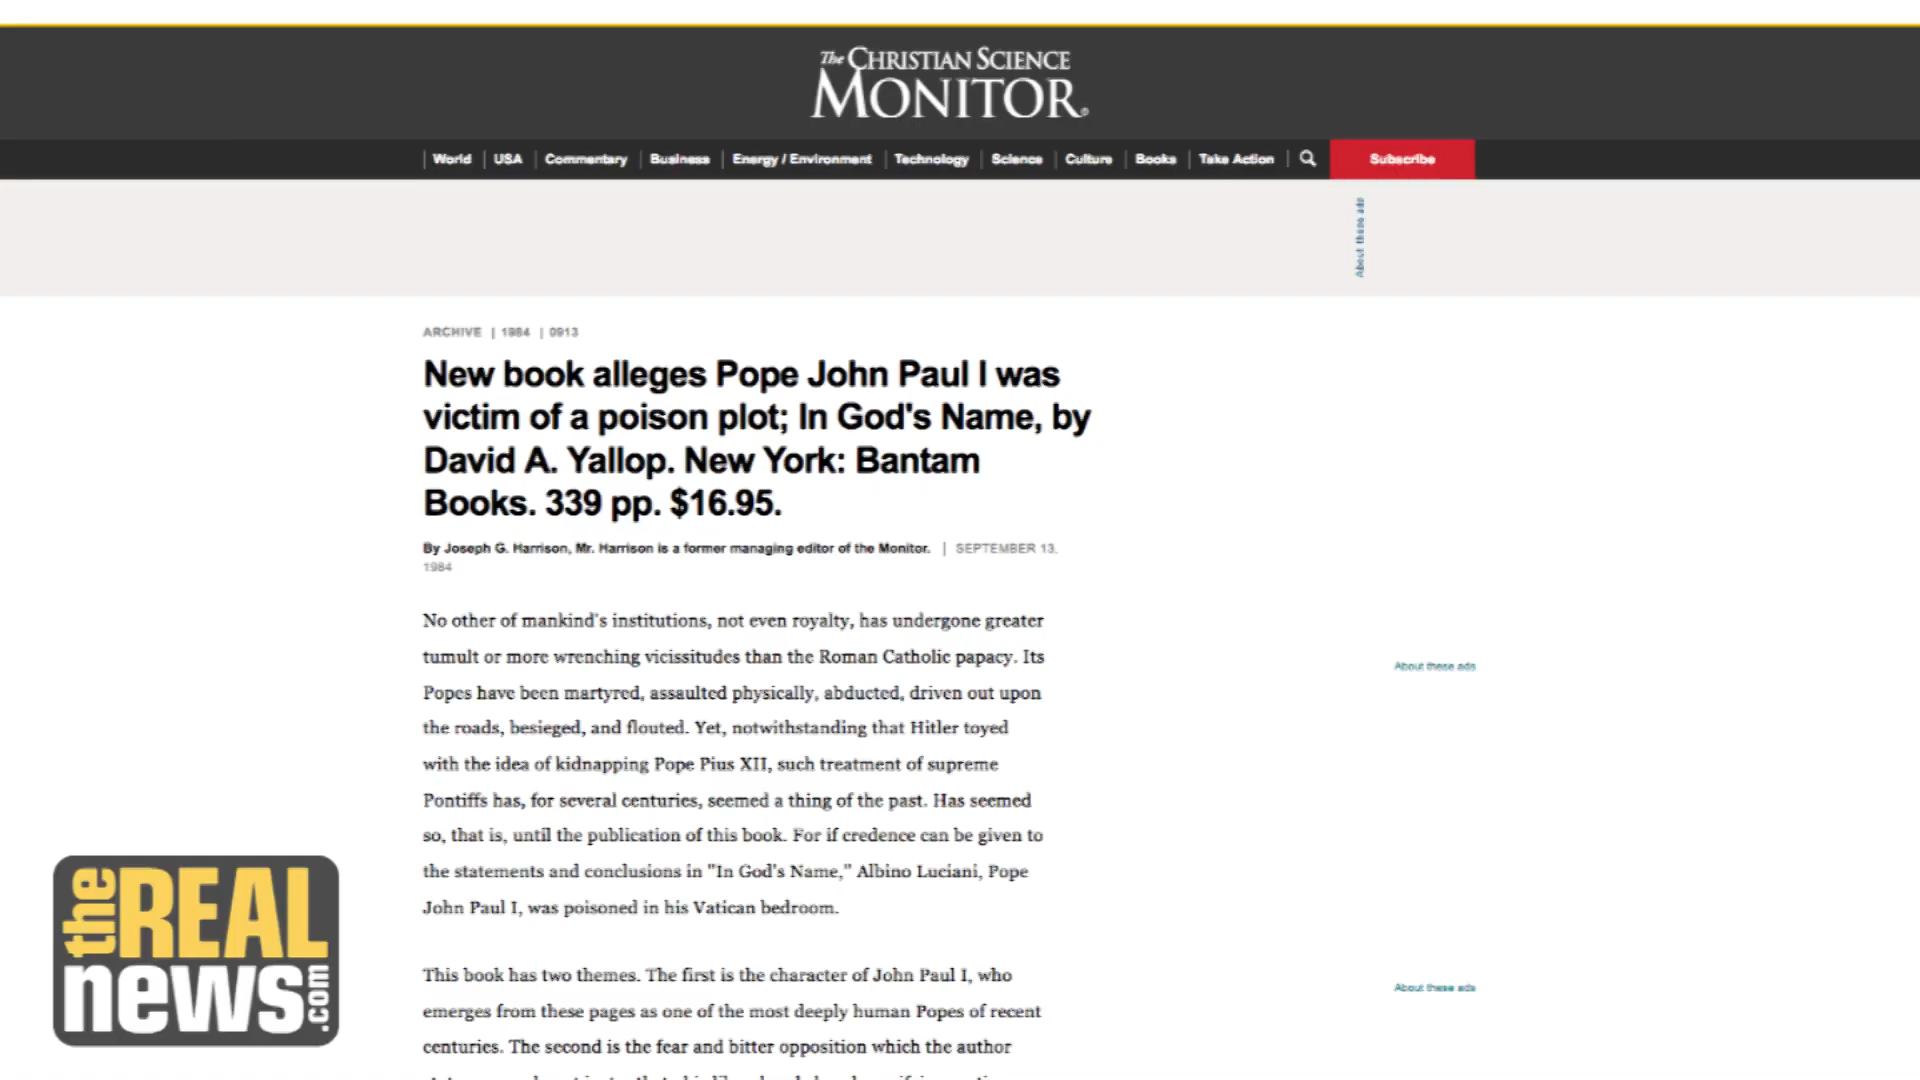 The CHRISTIAN SCIENCE
MONITOR
World | USA | Commentary | Business | Energy / Environment | Technology | Science | Culture | Books | Take Action | Subscribe
About these ads
ARCHIVE | 1984 | 0913
New book alleges Pope John Paul I was
victim of a poison plot; In God's Name, by
David A. Yallop. New York: Bantam
Books. 339 pp. $16.95.
By Joseph G. Harrison, Mr. Harrison is a former managing editor of the Monitor. | SEPTEMBER 13,
1984
No other of mankind's institutions, not even royalty, has undergone greater
tumult or more wrenching vicissitudes than the Roman Catholic papacy. Its
About these ads
Popes have been martyred, assaulted physically, abducted, driven out upon
the roads, besieged, and flouted. Yet, notwithstanding that Hitler toyed
with the idea of kidnapping Pope Pius XII, such treatment of supreme
Pontiffs has, for several centuries, seemed a thing of the past. Has seemed
so, that is, until the publication of this book. For if credence can be given to
the statements and conclusions in "In God's Name," Albino Luciani, Pope
John Paul I, was poisoned in his Vatican bedroom.
This book has two themes. The first is the character of John Paul I, who
About these ads
emerges from these pages as one of the most deeply human Popes of recent
centuries. The second is the fear and bitter opposition which the author
the REAL
news.com